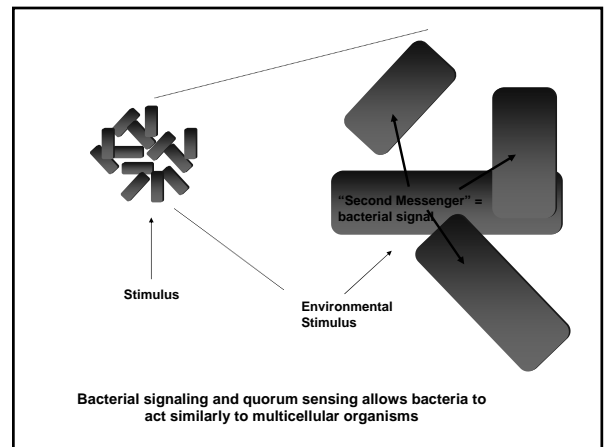 “Second Messenger” =
bacterial signal
Stimulus
Environmental
Stimulus
Bacterial signaling and quorum sensing allows bacteria to
act similarly to multicellular organisms